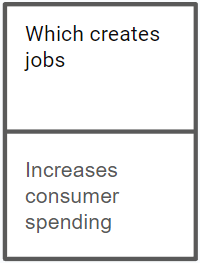 Which creates
jobs
Increases
consumer
spending